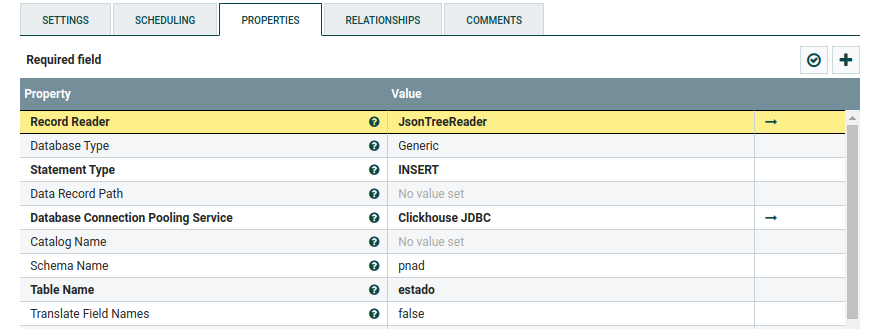 SETTINGS SCHEDULING PROPERTIES RELATIONSHIPS COMMENTS
Required field
Property Value
Record Reader JsonTreeReader
Database Type Generic
Statement Type INSERT
Data Record Path No value set
Database Connection Pooling Service Clickhouse JDBC
Catalog Name No value set
Schema Name pnad
Table Name estado
Translate Field Names false